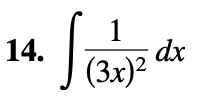 14. ∫ 1/(3x)² dx